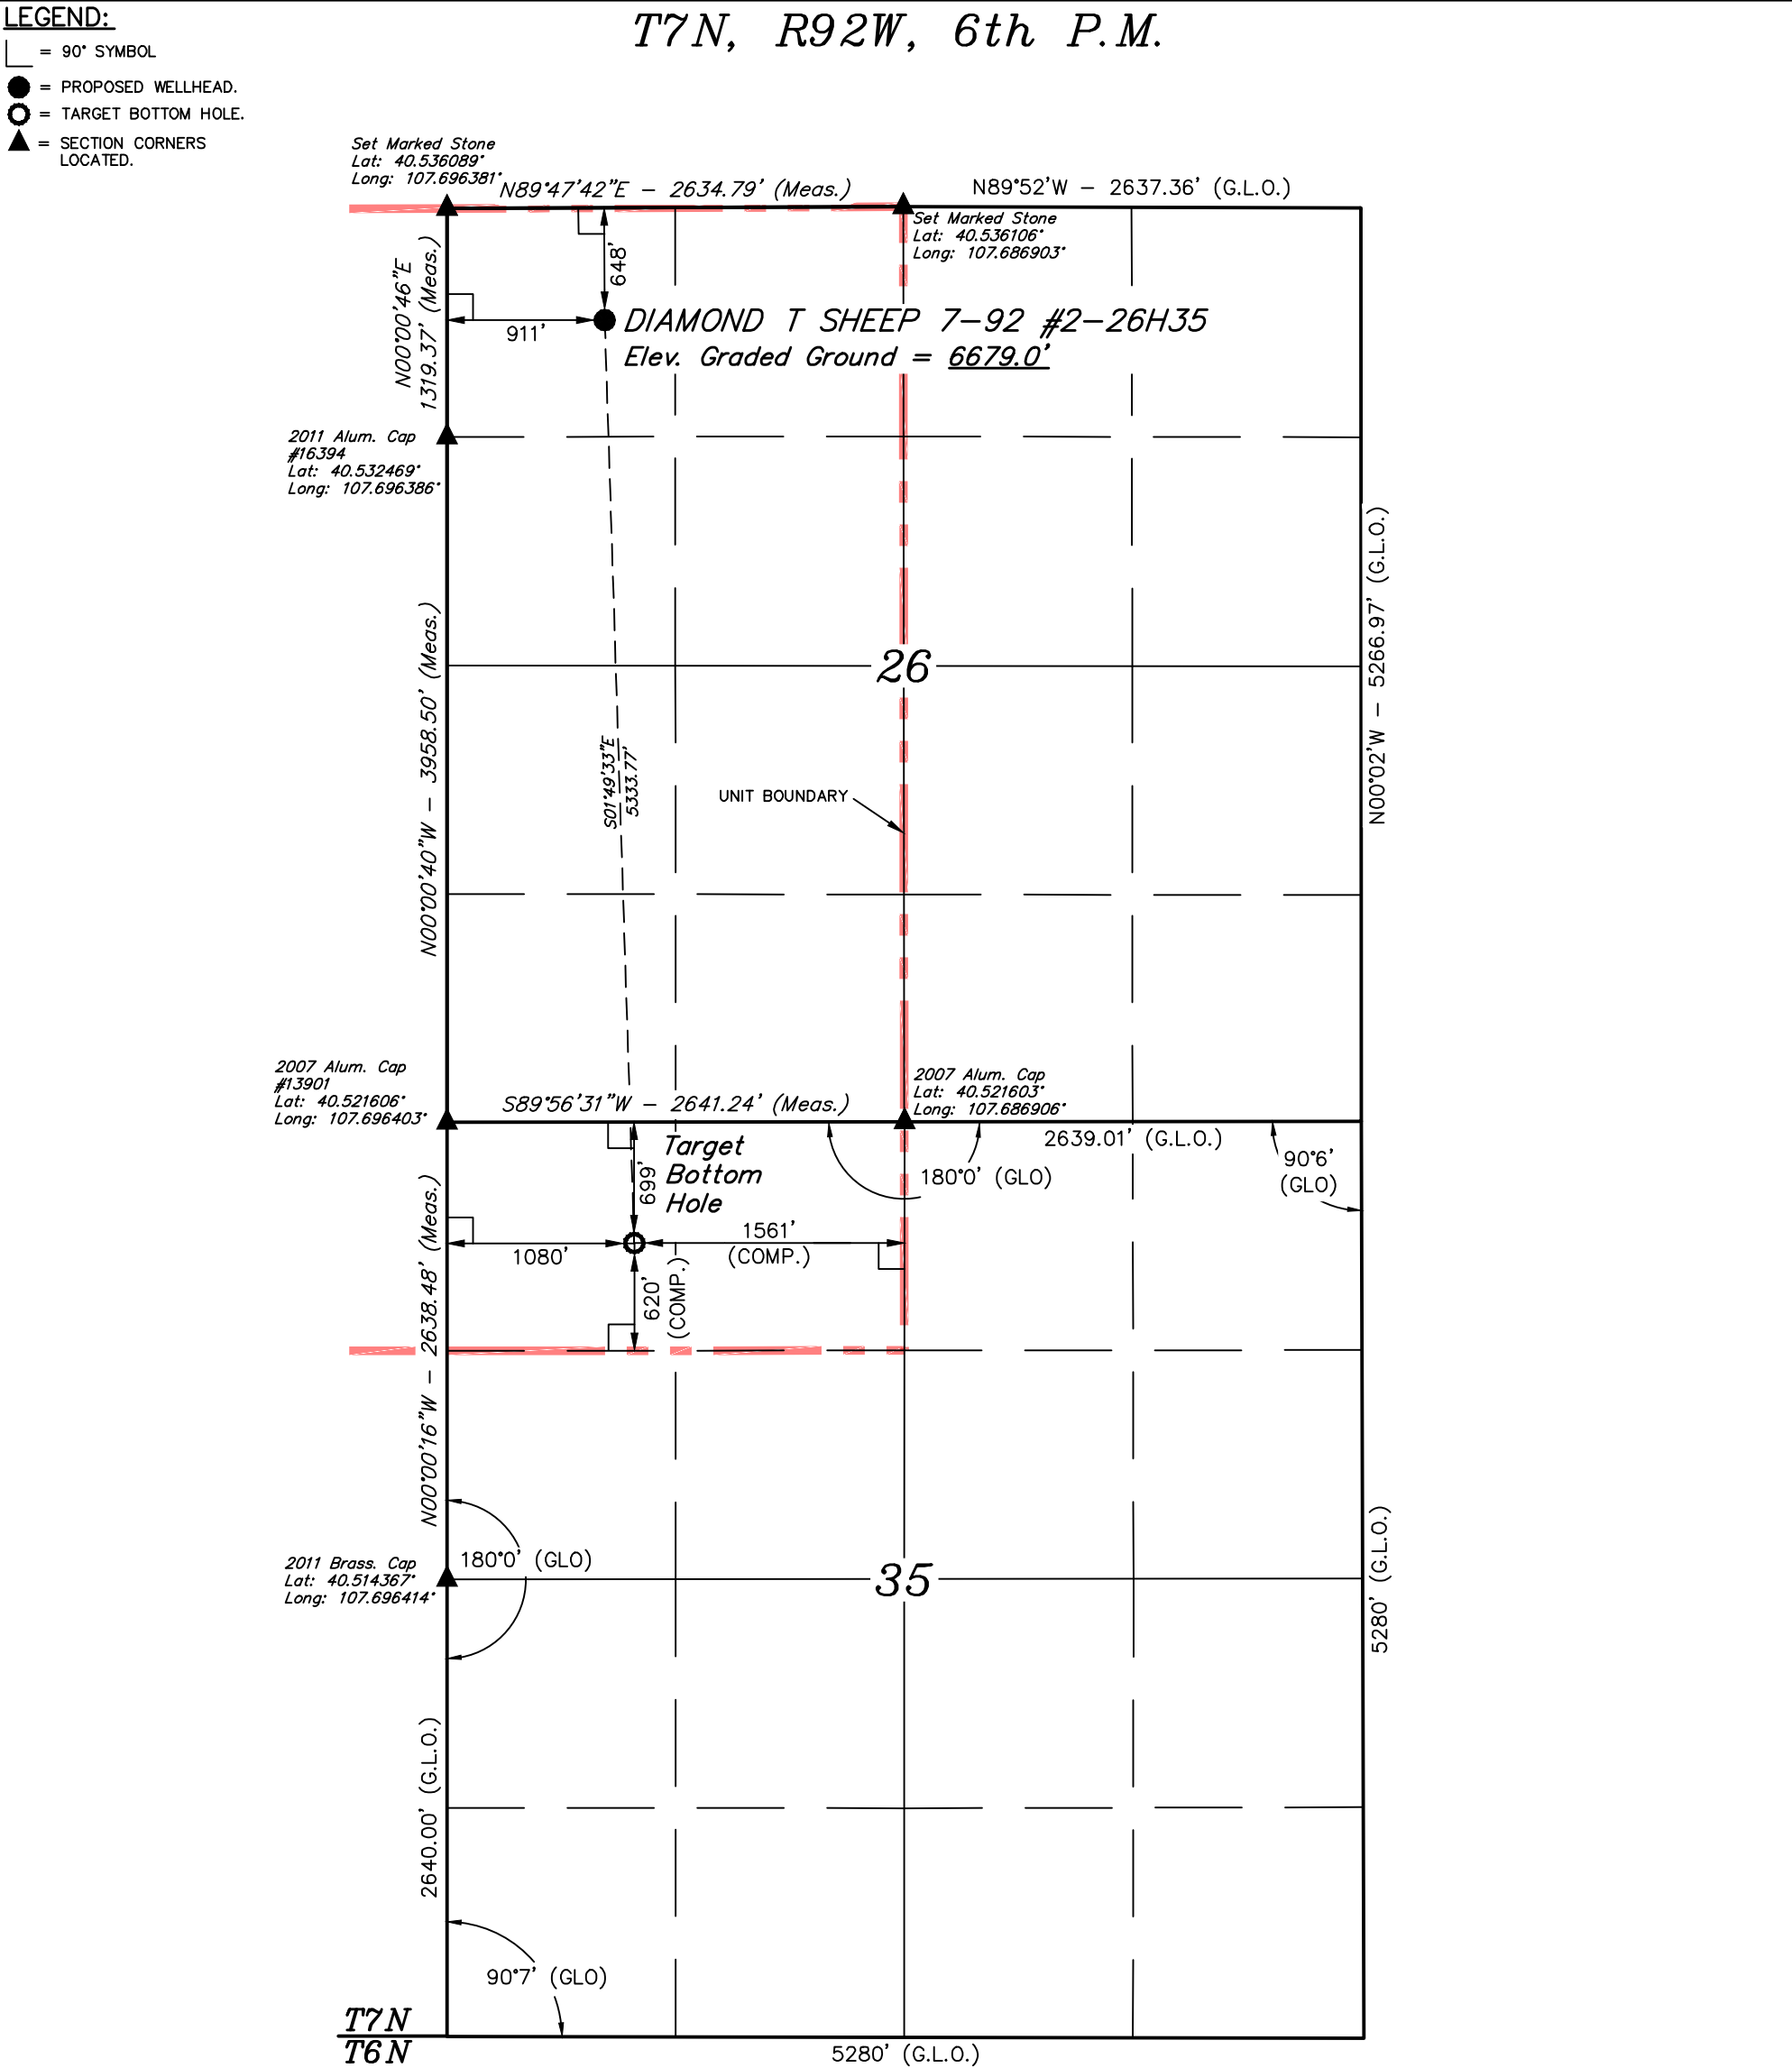 LEGEND:
= 90° SYMBOL
= PROPOSED WELLHEAD.
= TARGET BOTTOM HOLE.
= SECTION CORNERS
LOCATED.
T7N, R92W, 6th P.M.
Set Marked Stone
Lat: 40.536089°
Long: 107.696381°
N89°47'42"E - 2634.79' (Meas.)
N89°52'W - 2637.36' (G.L.O.)
Set Marked Stone
Lat: 40.536106°
Long: 107.686903°
648'
N00°00'46"E
1319.37' (Meas.)
911'
DIAMOND T SHEEP 7-92 #2-26H35
Elev. Graded Ground = 6679.0'
2011 Alum. Cap
#16394
Lat: 40.532469°
Long: 107.696386°
N00°02'W - 5266.97' (G.L.O.)
N00°00'40"W - 3958.50' (Meas.)
26
S01°49'33"E
5333.77'
UNIT BOUNDARY
2007 Alum. Cap
#13901
Lat: 40.521606°
Long: 107.696403°
S89°56'31"W - 2641.24' (Meas.)
2007 Alum. Cap
Lat: 40.521603°
Long: 107.686906°
2639.01' (G.L.O.)
Target
Bottom
Hole
699'
180°0' (GLO)
90°6'
(GLO)
1080'
1561'
(COMP.)
620'
(COMP.)
N00°00'16"W - 2638.48' (Meas.)
2011 Brass. Cap
Lat: 40.514367°
Long: 107.696414°
180°0' (GLO)
35
5280' (G.L.O.)
2640.00' (G.L.O.)
90°7' (GLO)
T7N
T6N
5280' (G.L.O.)